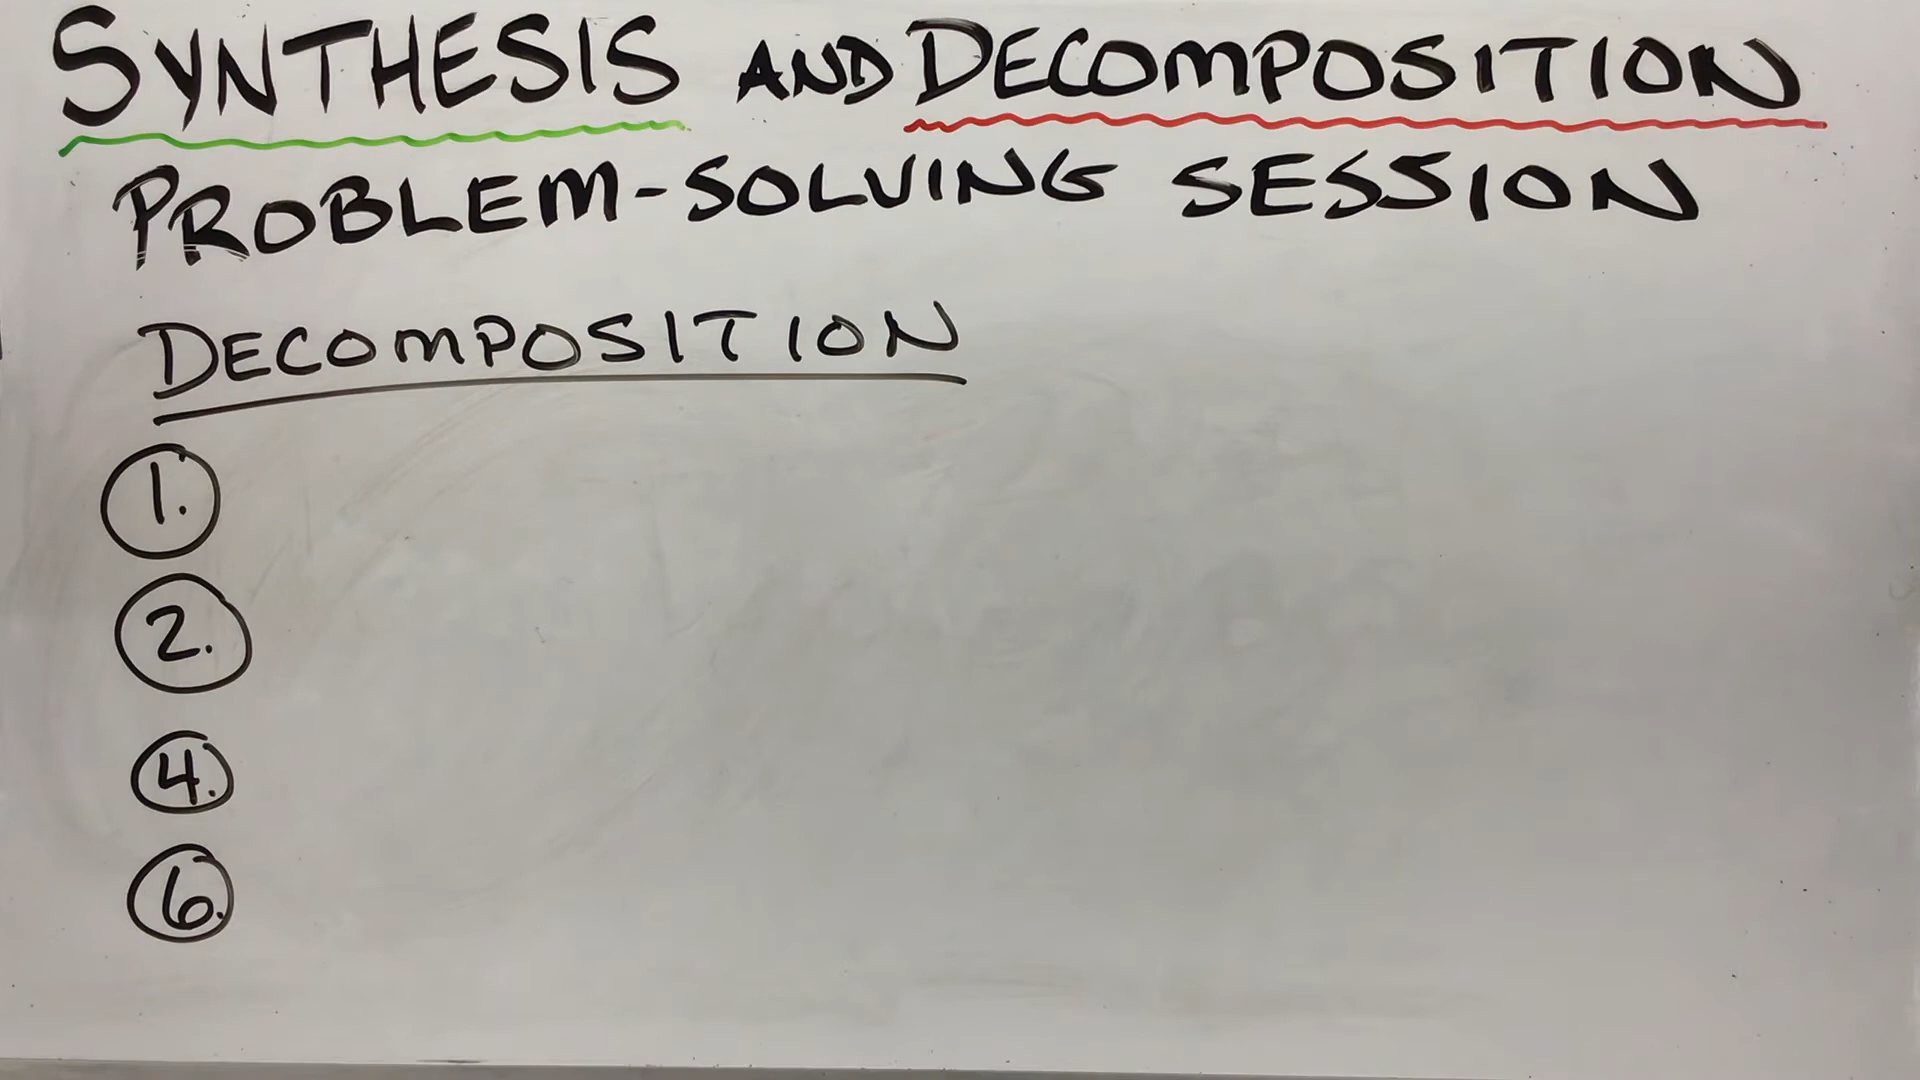 SYNTHESIS AND DECOMPOSITION
PROBLEM-SOLVING SESSION
DECOMPOSITION
1.
2.
4.
6.